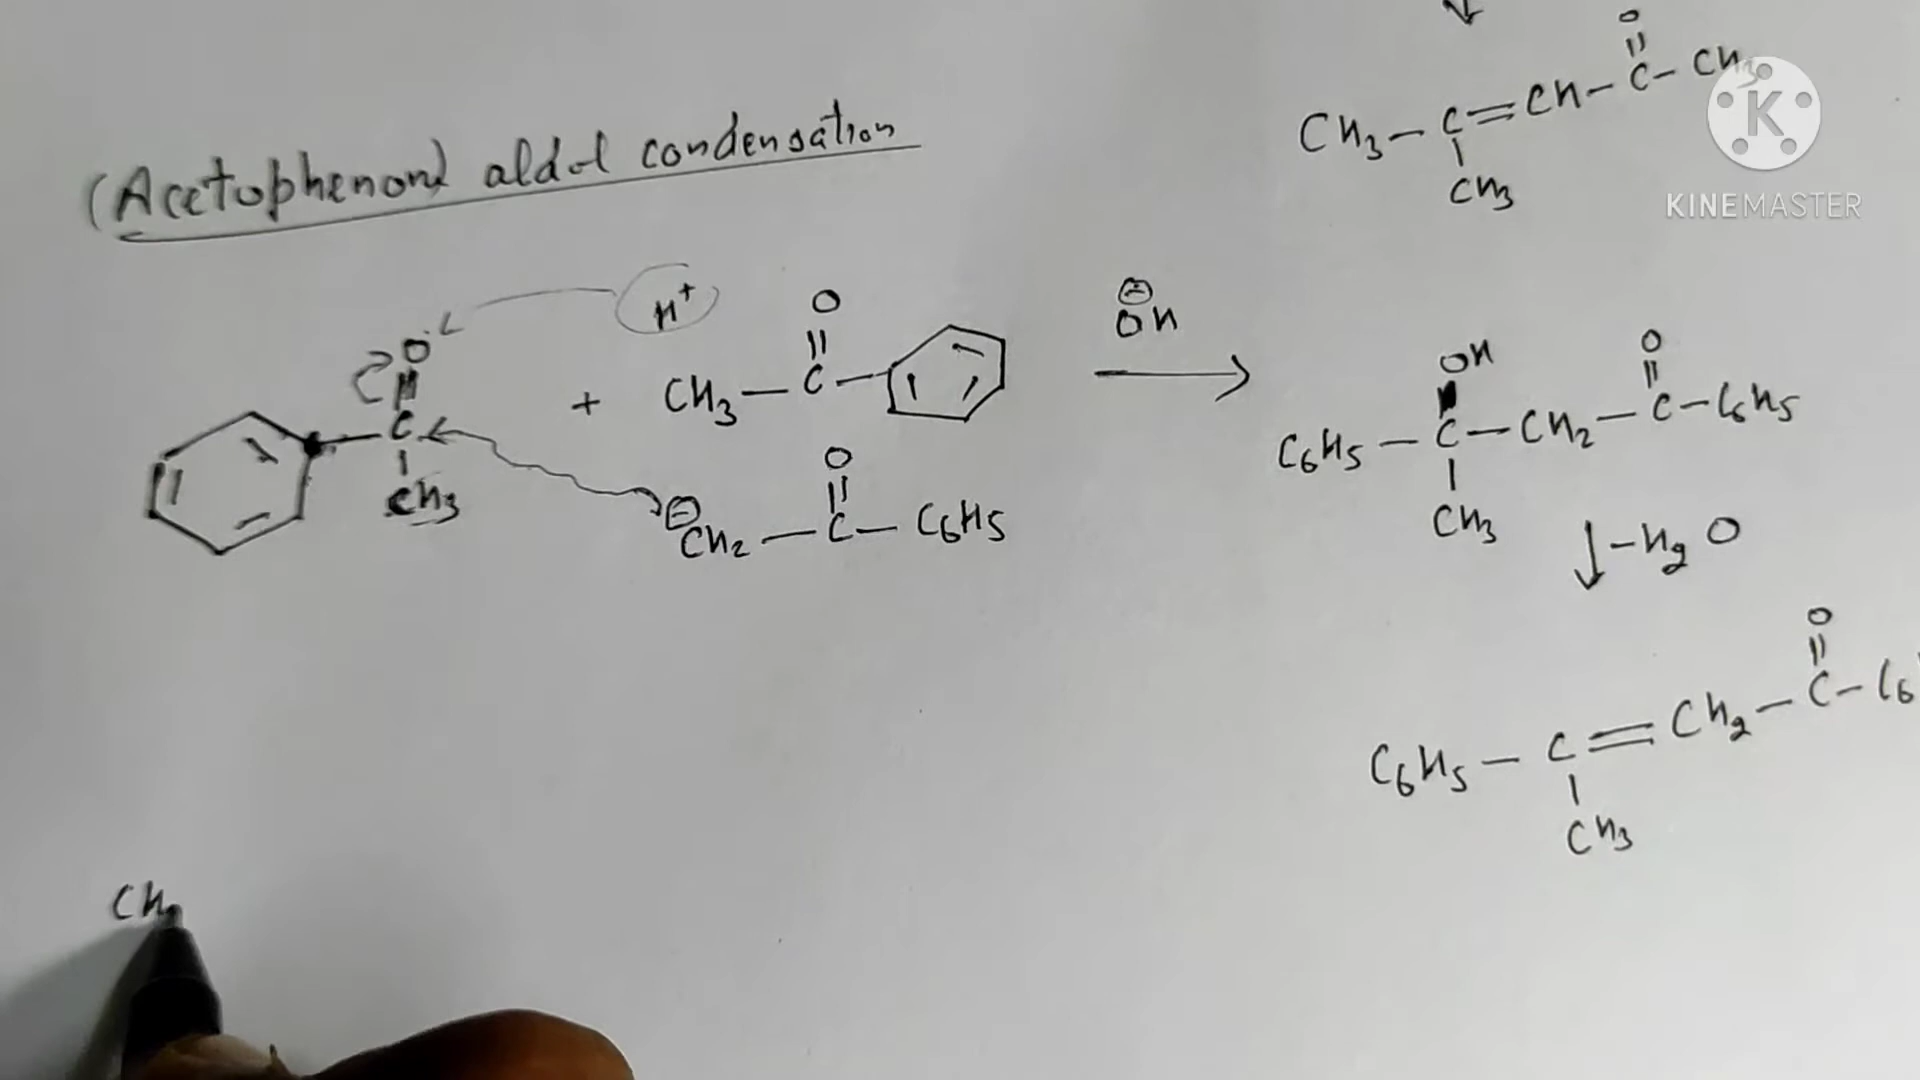 O
||
CH3 — C = CH — C — CH3
|
CH3
K
KINEMASTER
(Acetophenone) aldol condensation
O H+ O ⊖
|| || OH
C CH3 — C — →
|
CH3
+
O
||
⊖CH2 — C — C6H5
OH O
||
C6H5 — C — CH2 — C — C6H5
|
CH3
↓ -H2O
O
||
C6H5 — C = CH2 — C — C6
|
CH3
CH